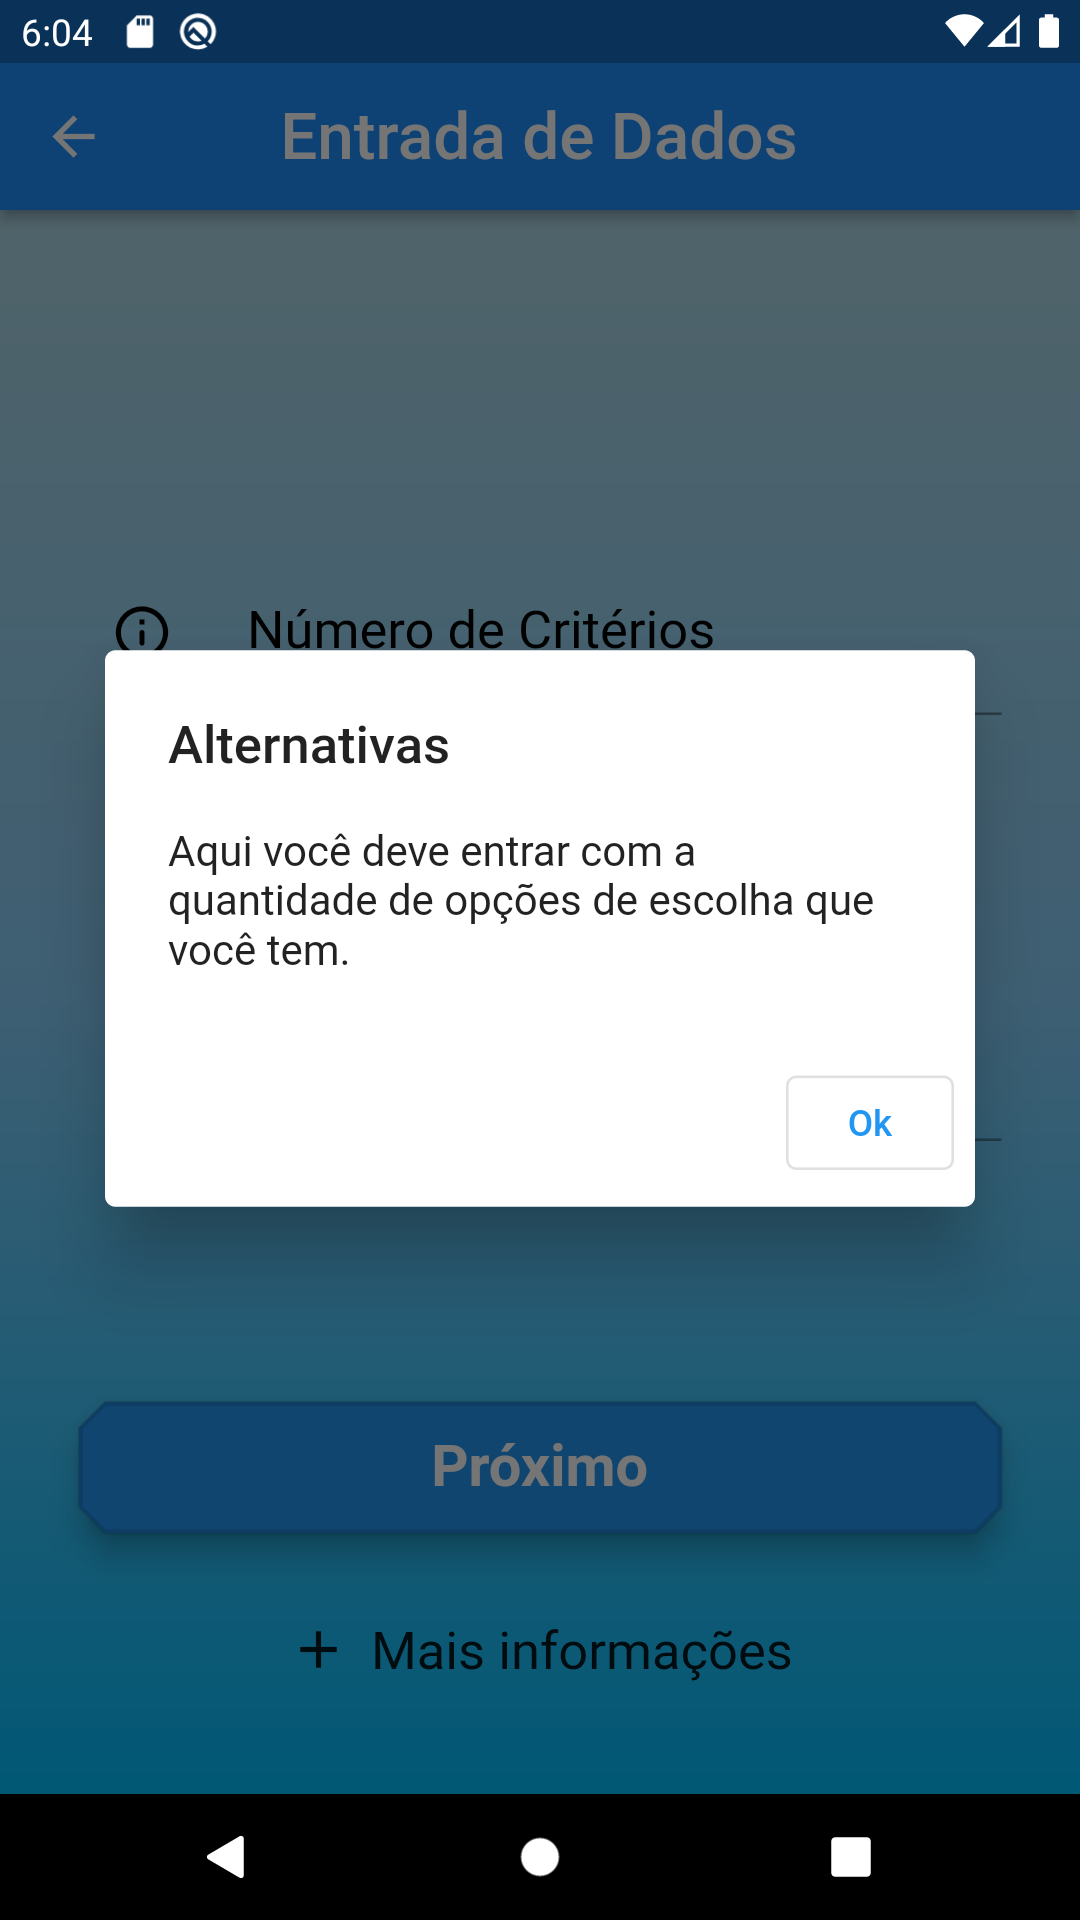 6:04
Entrada de Dados
Número de Critérios
Alternativas
Aqui você deve entrar com a
quantidade de opções de escolha que
você tem.
Ok
Próximo
+ Mais informações